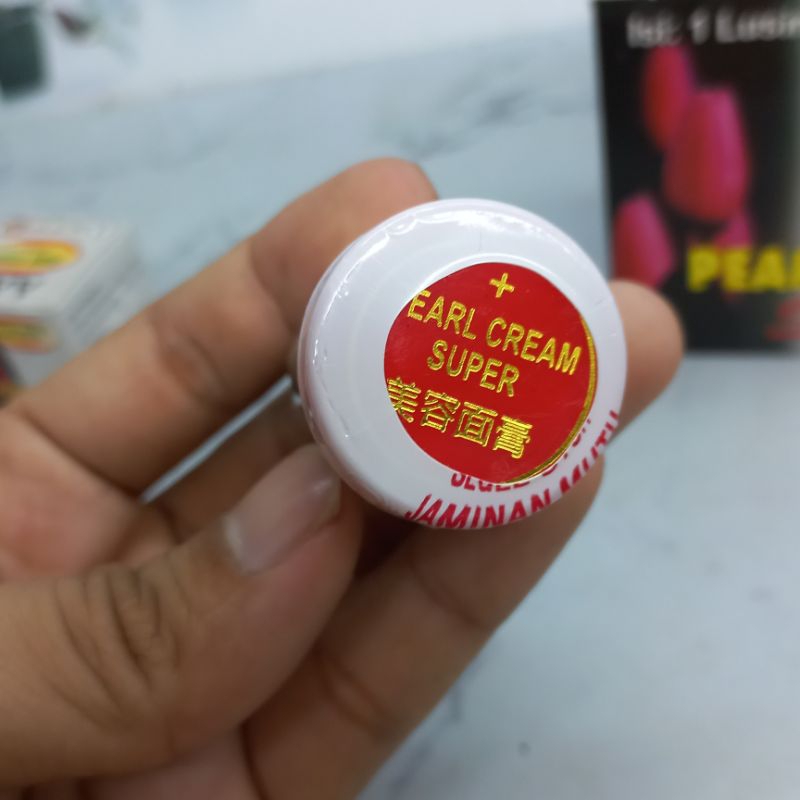 +
EARL CREAM
SUPER
美容面膏
JAMINAN MUTU
Isi: 1 Lusin
PEA